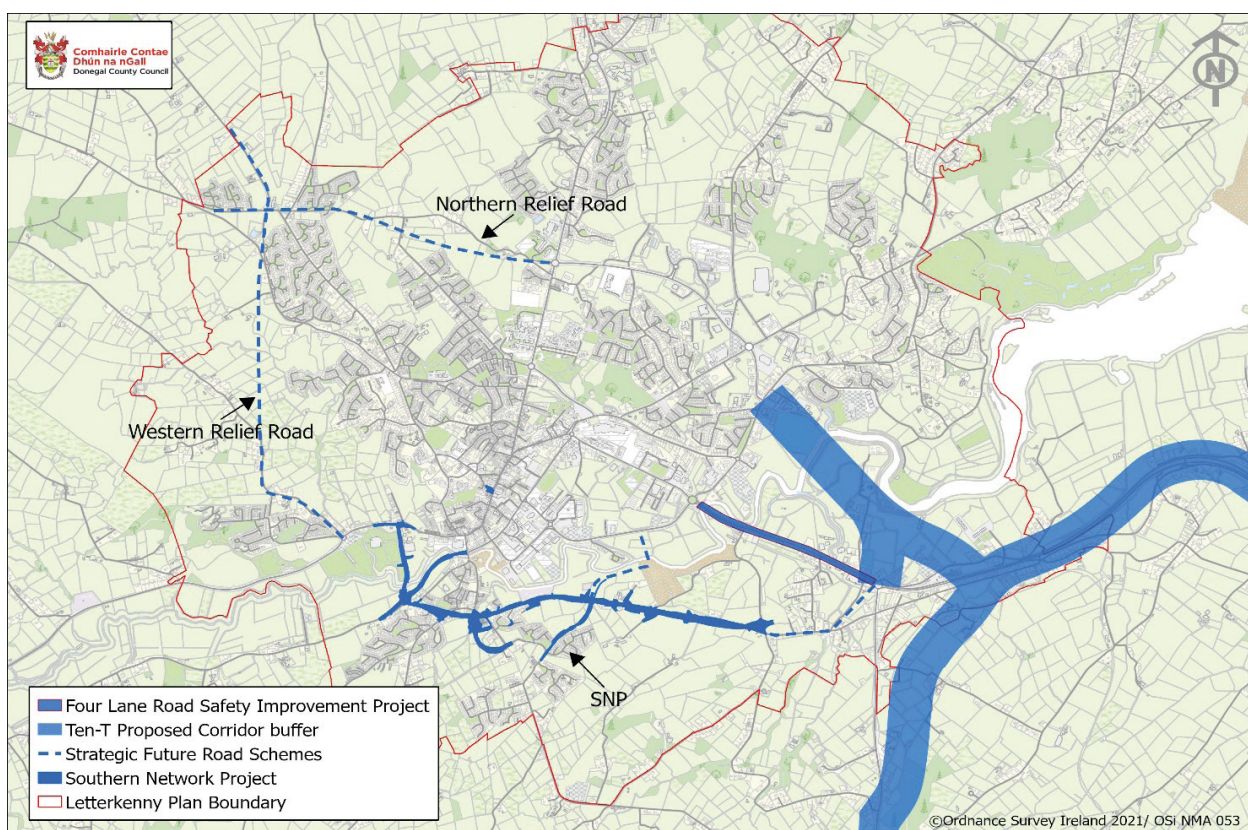 Comhairle Contae
Dhún na nGall
Donegal County Council
N
Northern Relief Road
Western Relief Road
SNP
Four Lane Road Safety Improvement Project
Ten-T Proposed Corridor buffer
Strategic Future Road Schemes
Southern Network Project
Letterkenny Plan Boundary
©Ordnance Survey Ireland 2021/ OSi NMA 053